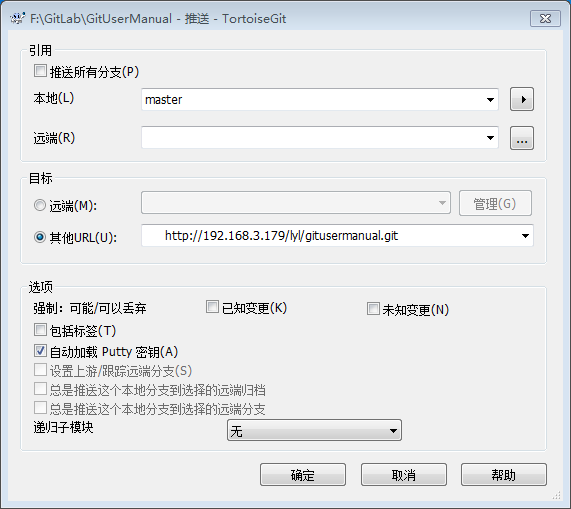 F:\GitLab\GitUserManual - 推送 - TortoiseGit
引用
推送所有分支(P)
本地(L)
master
远端(R)
...
目标
远端(M):
管理(G)
其他URL(U):
http://192.168.3.179/lyl/gitusermanual.git
选项
强制：可能/可以丢弃
已知变更(K)
未知变更(N)
包括标签(T)
自动加载 Putty 密钥(A)
设置上游/跟踪远端分支(S)
总是推送这个本地分支到选择的远端归档
总是推送这个本地分支到选择的远端分支
递归子模块
无
确定
取消
帮助